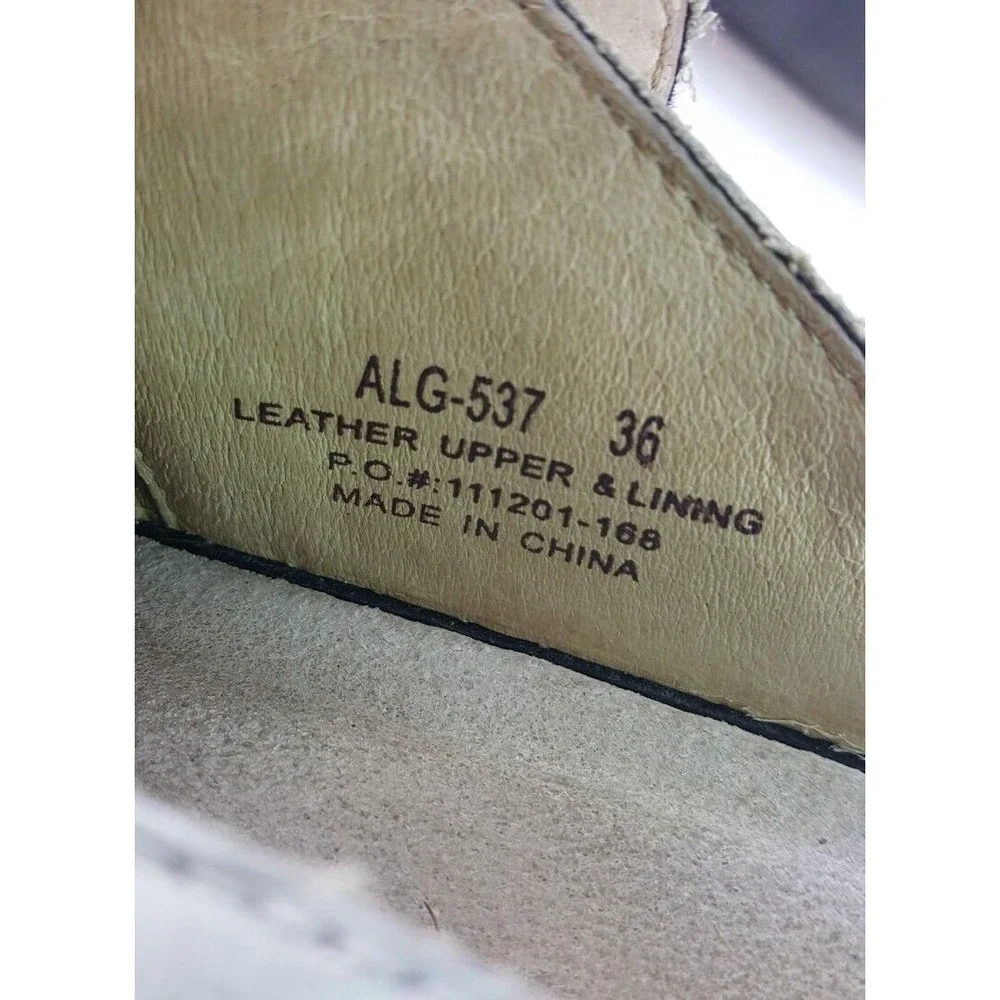 ALG-537 36
LEATHER UPPER & LINING
P.O.#:111201-168
MADE IN CHINA